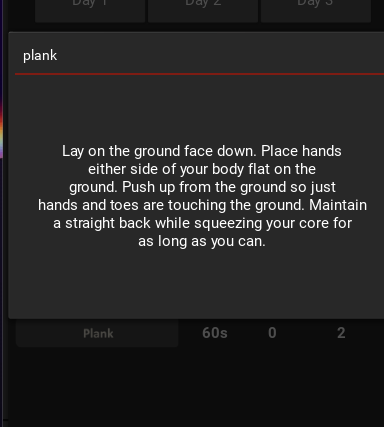 Day 1 Day 2 Day 3
plank
Lay on the ground face down. Place hands
either side of your body flat on the
ground. Push up from the ground so just
hands and toes are touching the ground. Maintain
a straight back while squeezing your core for
as long as you can.
Plank 60s 0 2